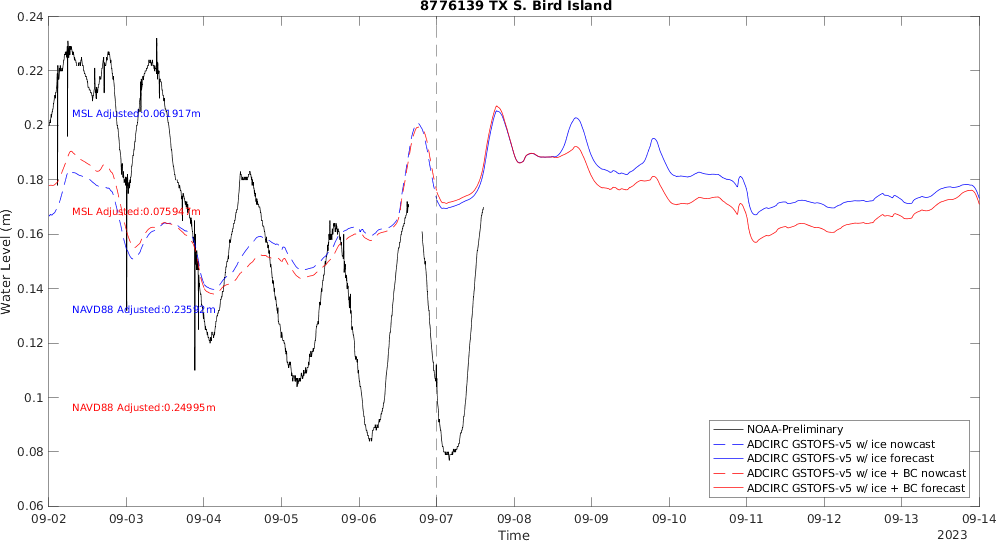 8776139 TX S. Bird Island
0.24
0.22
0.2
0.18
0.16
0.14
0.12
0.1
0.08
0.06
Water Level (m)
MSL Adjusted:0.061917m
MSL Adjusted:0.075947m
NAVD88 Adjusted:0.23592m
NAVD88 Adjusted:0.24995m
NOAA-Preliminary
ADCIRC GSTOFS-v5 w/ ice nowcast
ADCIRC GSTOFS-v5 w/ ice forecast
ADCIRC GSTOFS-v5 w/ ice + BC nowcast
ADCIRC GSTOFS-v5 w/ ice + BC forecast
09-02 09-03 09-04 09-05 09-06 09-07 09-08 09-09 09-10 09-11 09-12 09-13 09-14
Time
2023